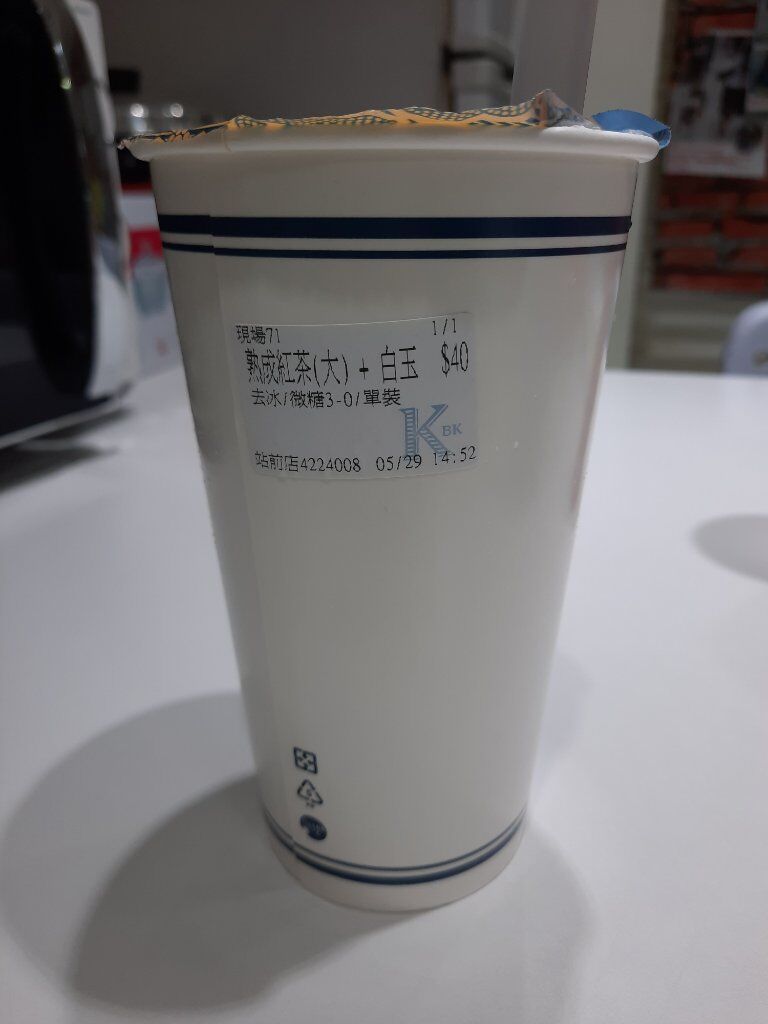 現場71 1/1
熟成紅茶(大) + 白玉 $40
去冰/微糖3-0/單裝
K BK
站前店4224008 05/29 14:52